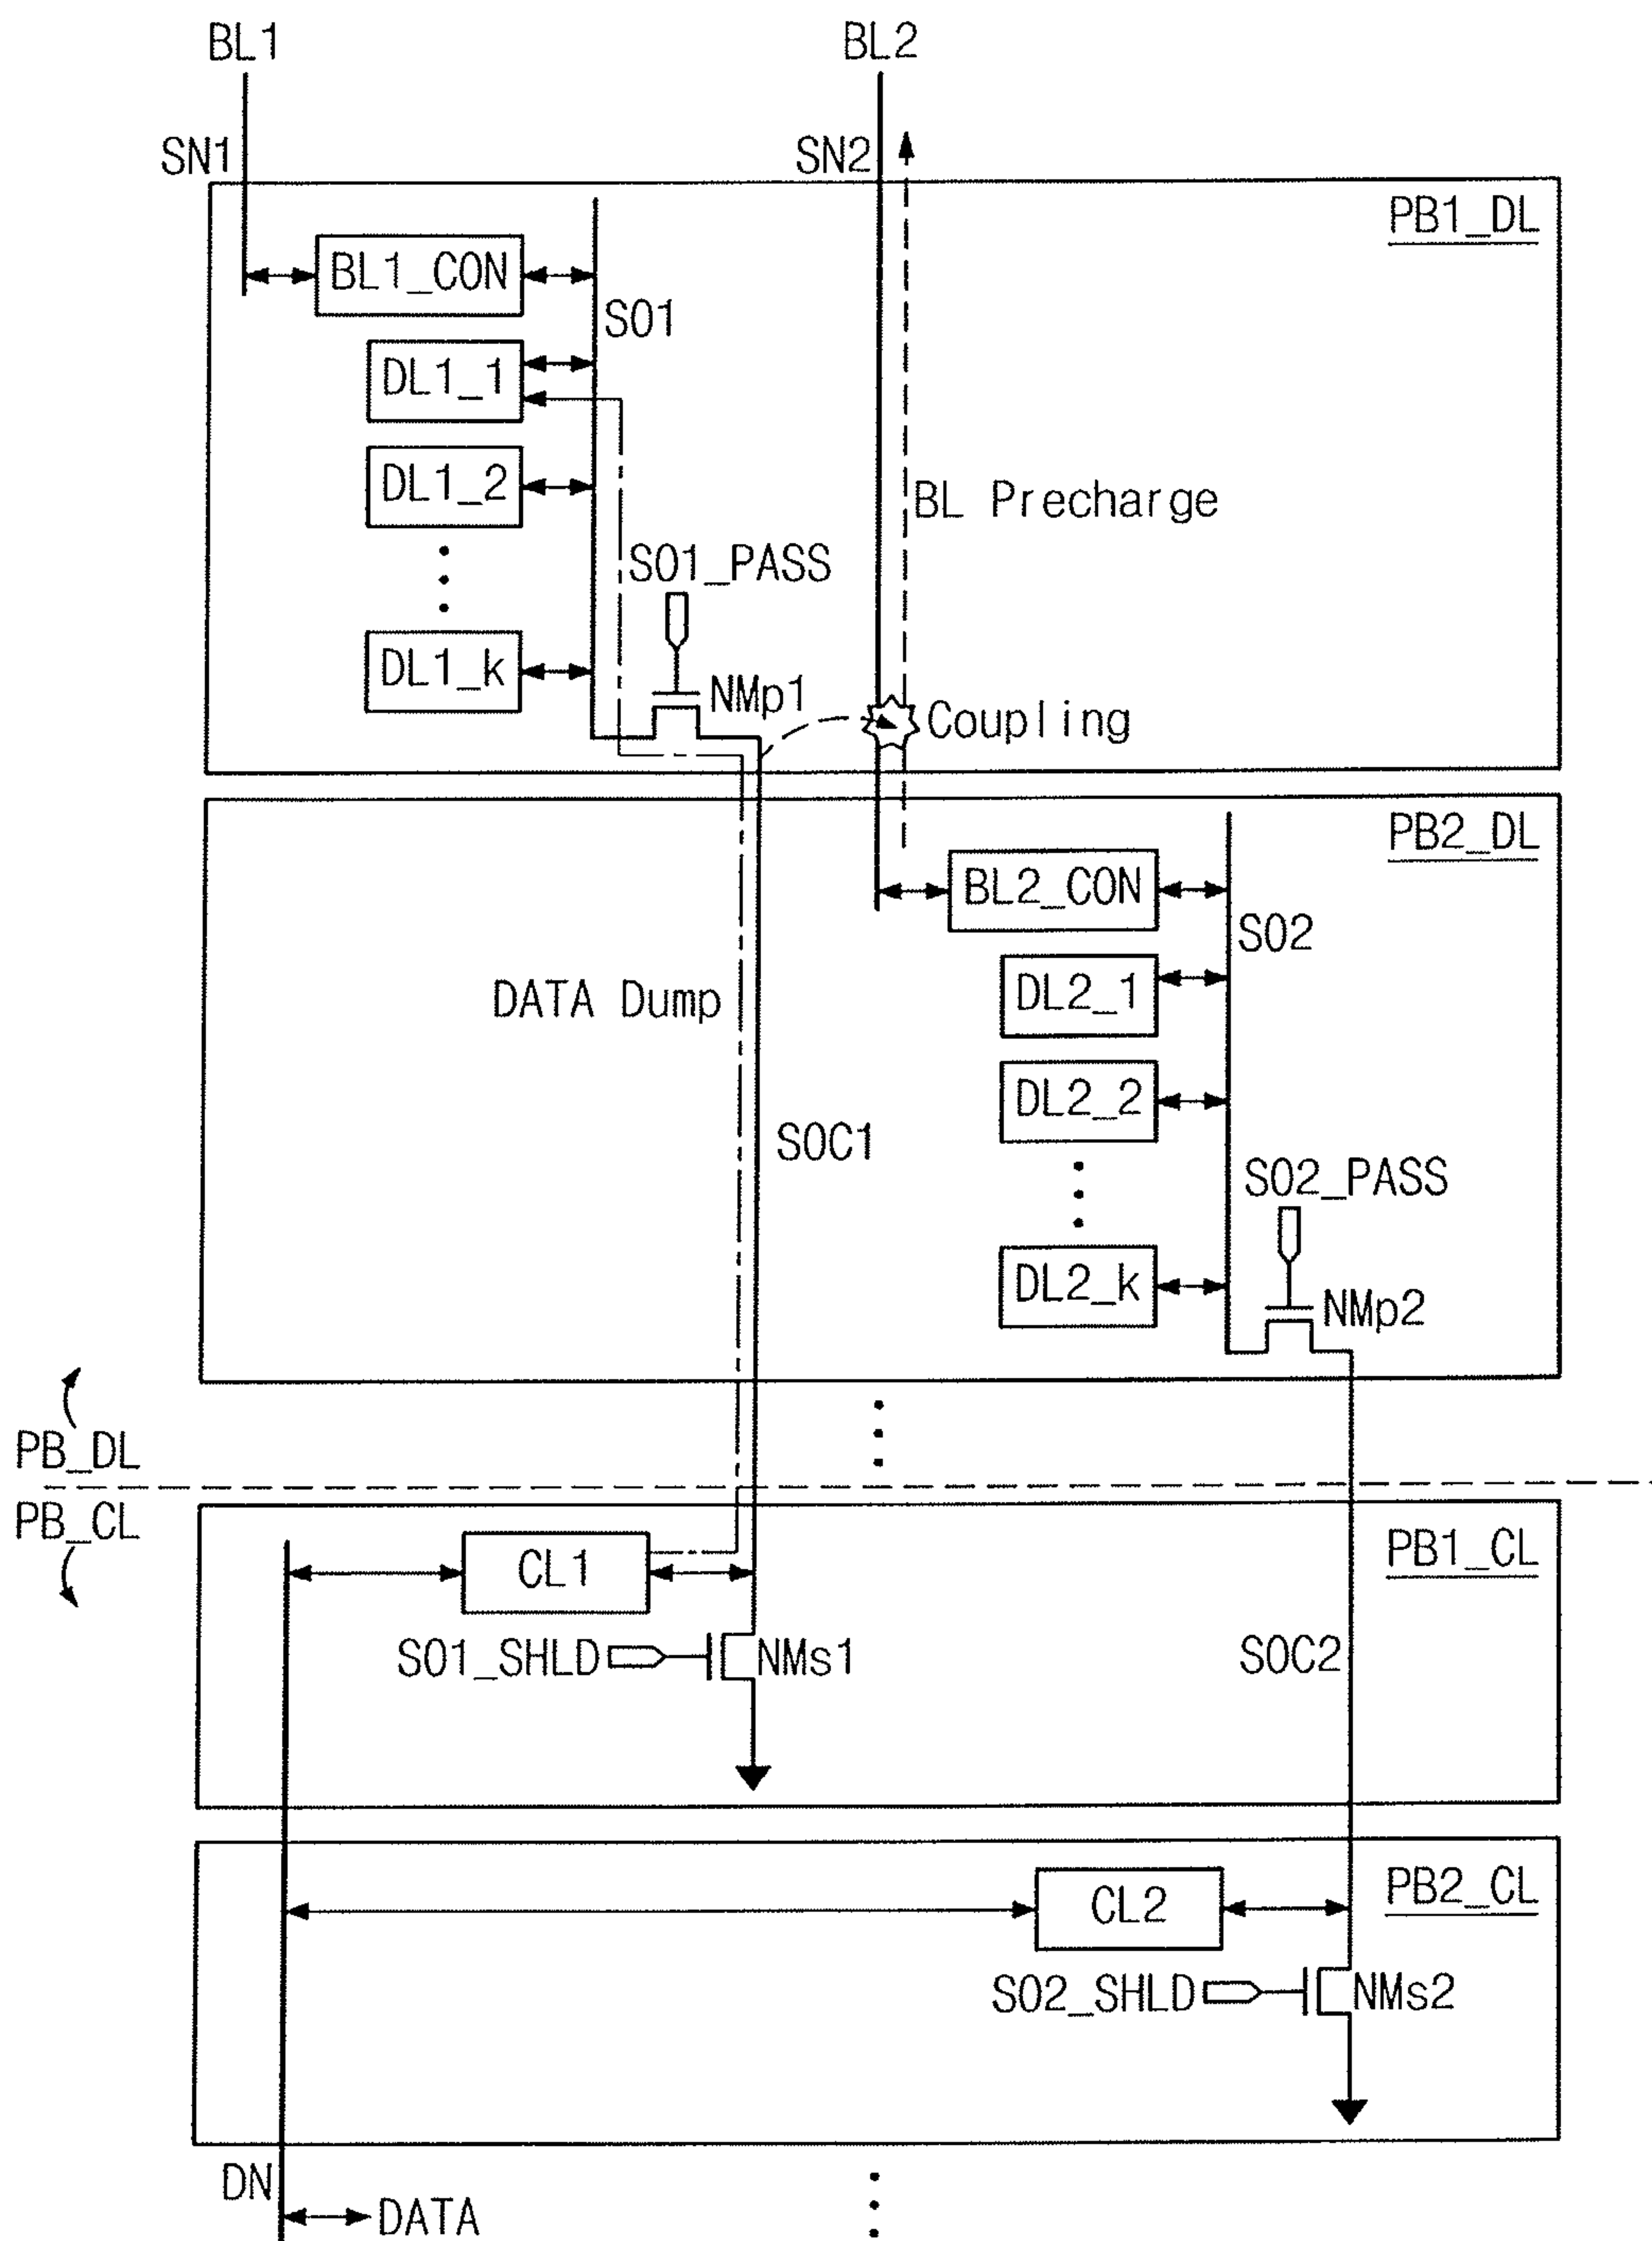 BL1
BL2
SN1
SN2
PB1_DL
BL1_CON
SO1
DL1_1
DL1_2
BL Precharge
SO1_PASS
DL1_k
NMp1
Coupling
PB2_DL
BL2_CON
SO2
DL2_1
DATA Dump
DL2_2
SOC1
SO2_PASS
DL2_k
NMp2
PB_DL
PB_CL
CL1
PB1_CL
SO1_SHLD
NMs1
SOC2
CL2
PB2_CL
SO2_SHLD
NMs2
DN
DATA